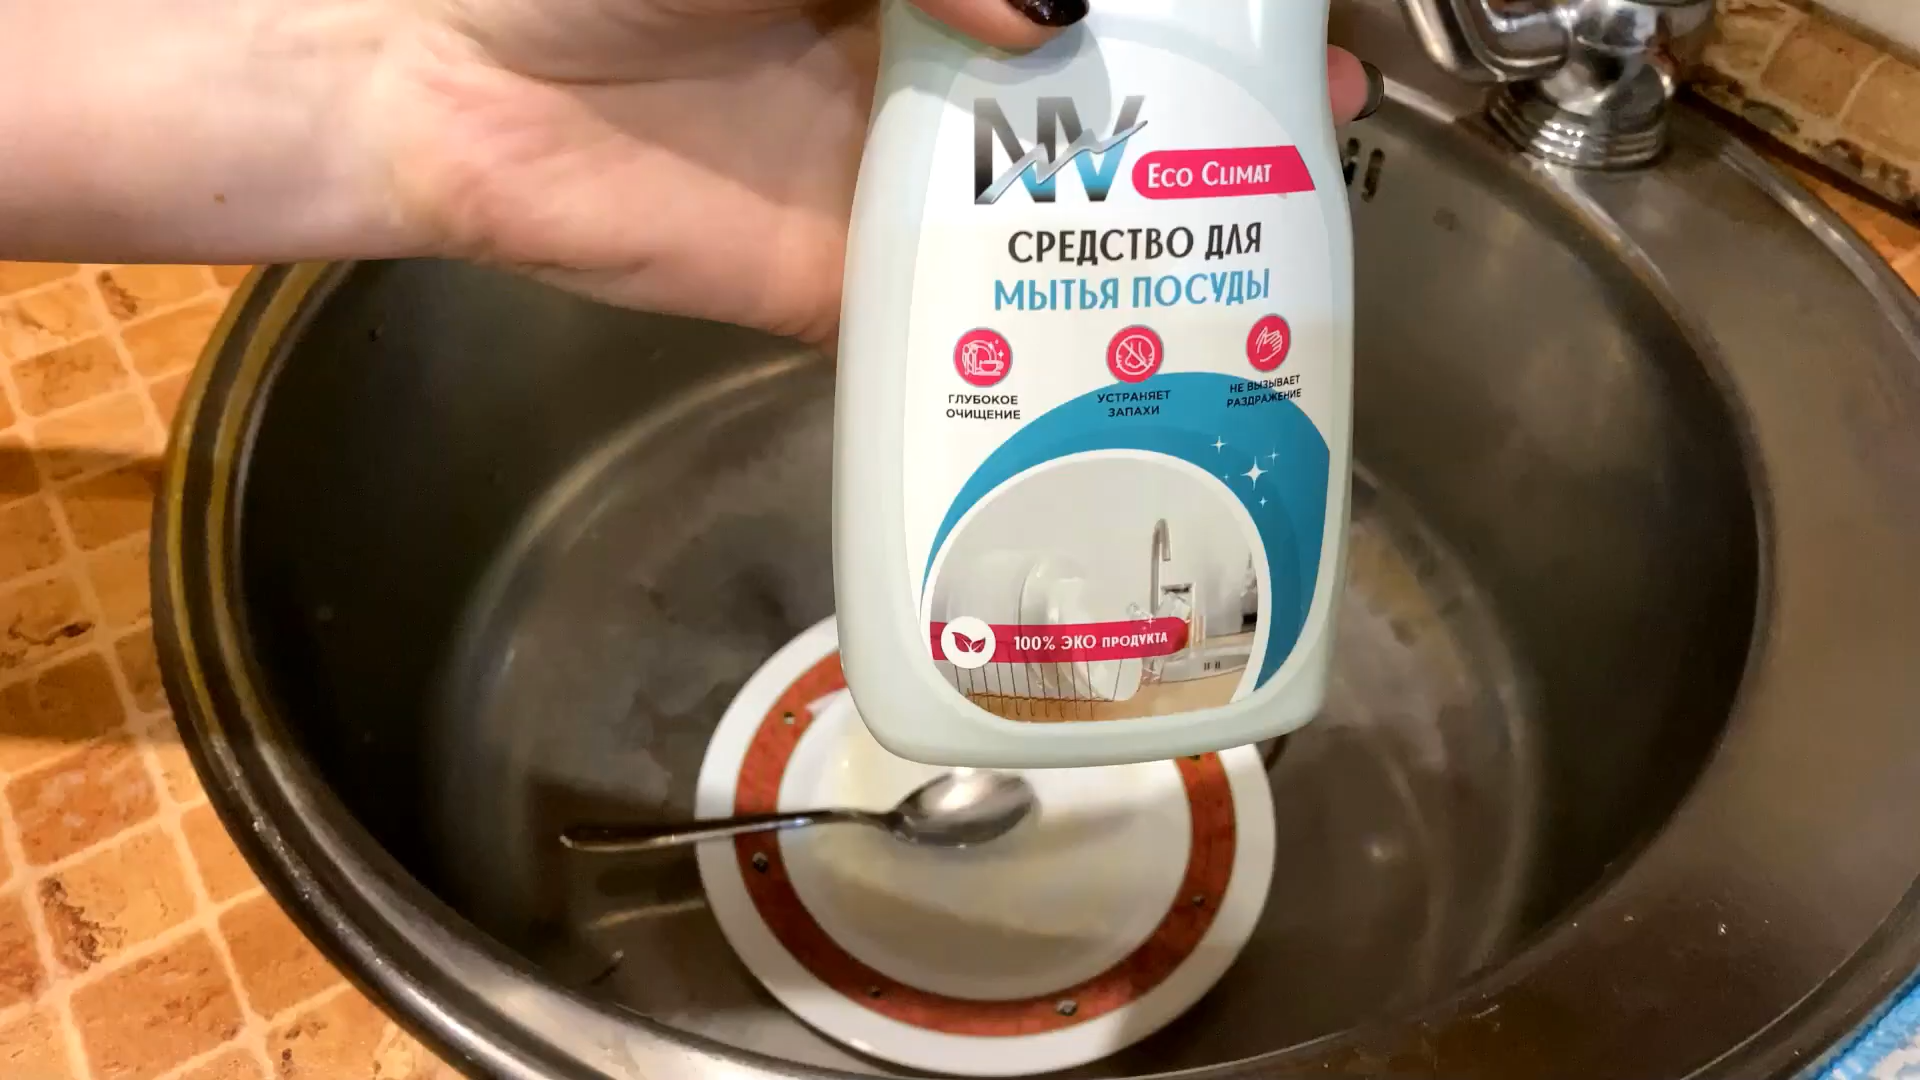 NV
ECO CLIMAT
СРЕДСТВО ДЛЯ
МЫТЬЯ ПОСУДЫ
ГЛУБОКОЕ
ОЧИЩЕНИЕ
УСТРАНЯЕТ
ЗАПАХИ
НЕ ВЫЗЫВАЕТ
РАЗДРАЖЕНИЕ
100% ЭКО ПРОДУКТА